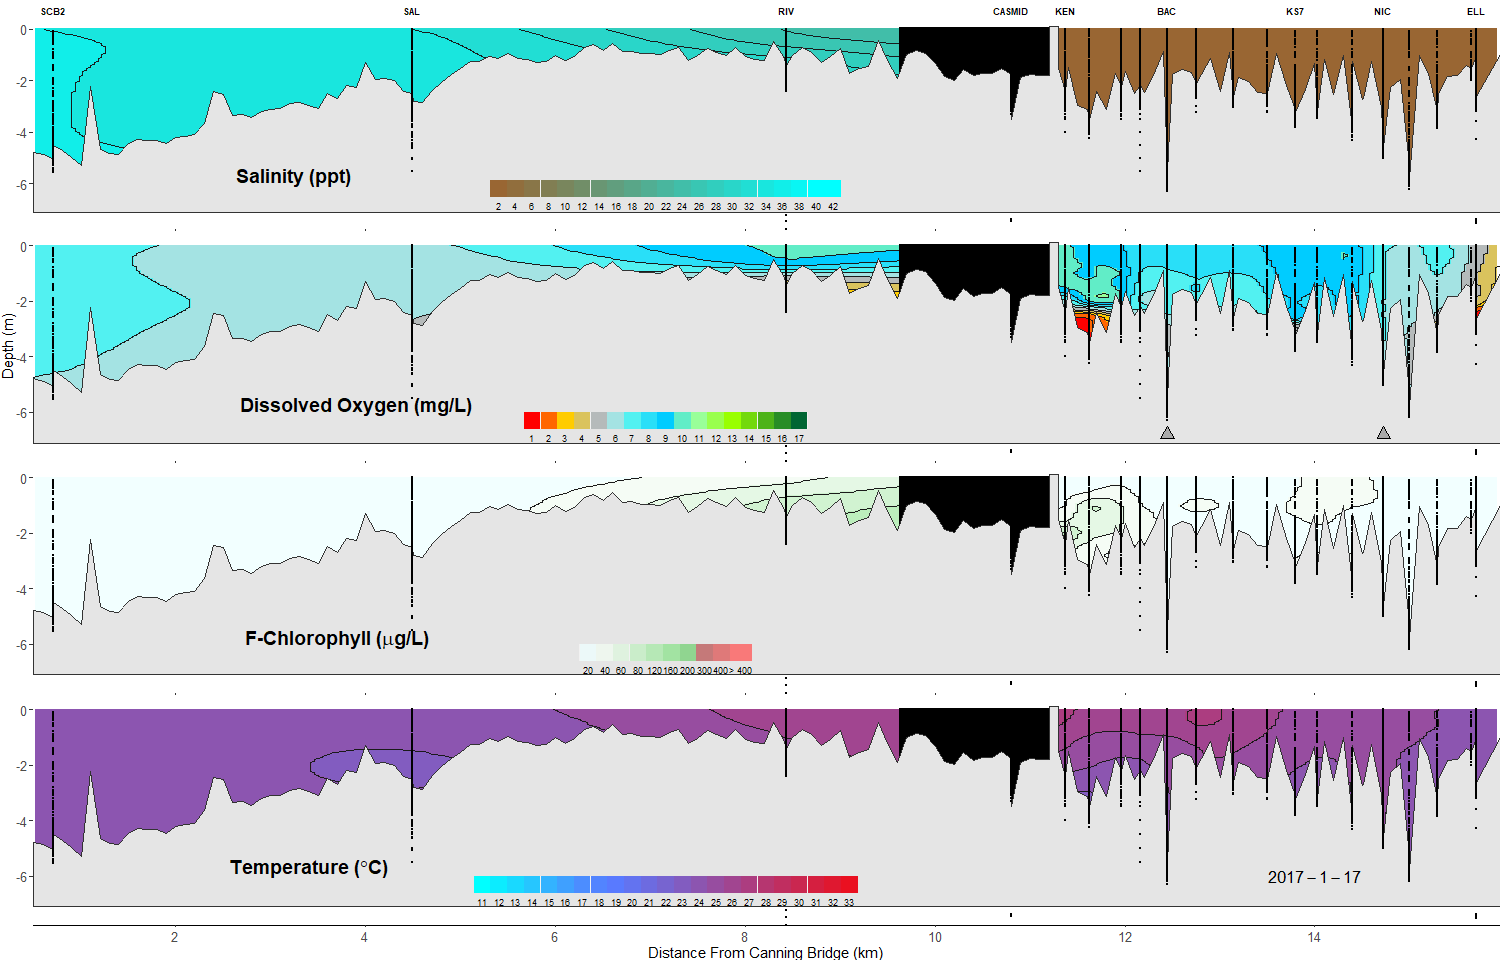 SCB2 SAL RIV CASMID KEN BAC KS7 NIC ELL
0
-2
-4
-6
Salinity (ppt)
2 4 6 8 10 12 14 16 18 20 22 24 26 28 30 32 34 36 38 40 42
0
-2
-4
-6
Depth (m)
Dissolved Oxygen (mg/L)
1 2 3 4 5 6 7 8 9 10 11 12 13 14 15 16 17
0
-2
-4
-6
F-Chlorophyll (μg/L)
20 40 60 80 120 160 200 300 400 > 400
0
-2
-4
-6
Temperature (°C)
11 12 13 14 15 16 17 18 19 20 21 22 23 24 25 26 27 28 29 30 31 32 33
2017 – 1 – 17
2 4 6 8 10 12 14
Distance From Canning Bridge (km)